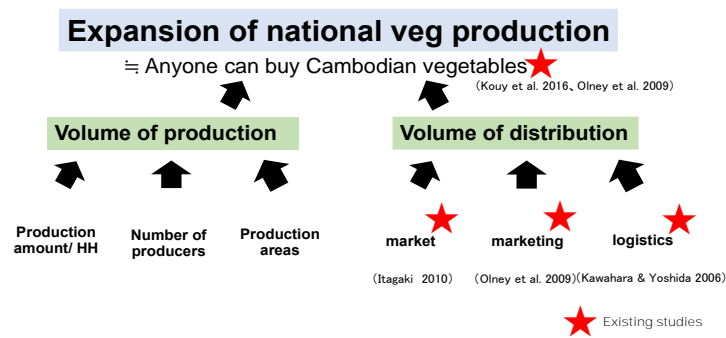 Expansion of national veg production
≒ Anyone can buy Cambodian vegetables
（Kouy et al. 2016、Olney et al. 2009）
Volume of production
Volume of distribution
Production
amount/ HH
Number of
producers
Production
areas
market
marketing
logistics
（Itagaki　2010）
（Olney et al. 2009）
（Kawahara & Yoshida 2006）
Existing studies